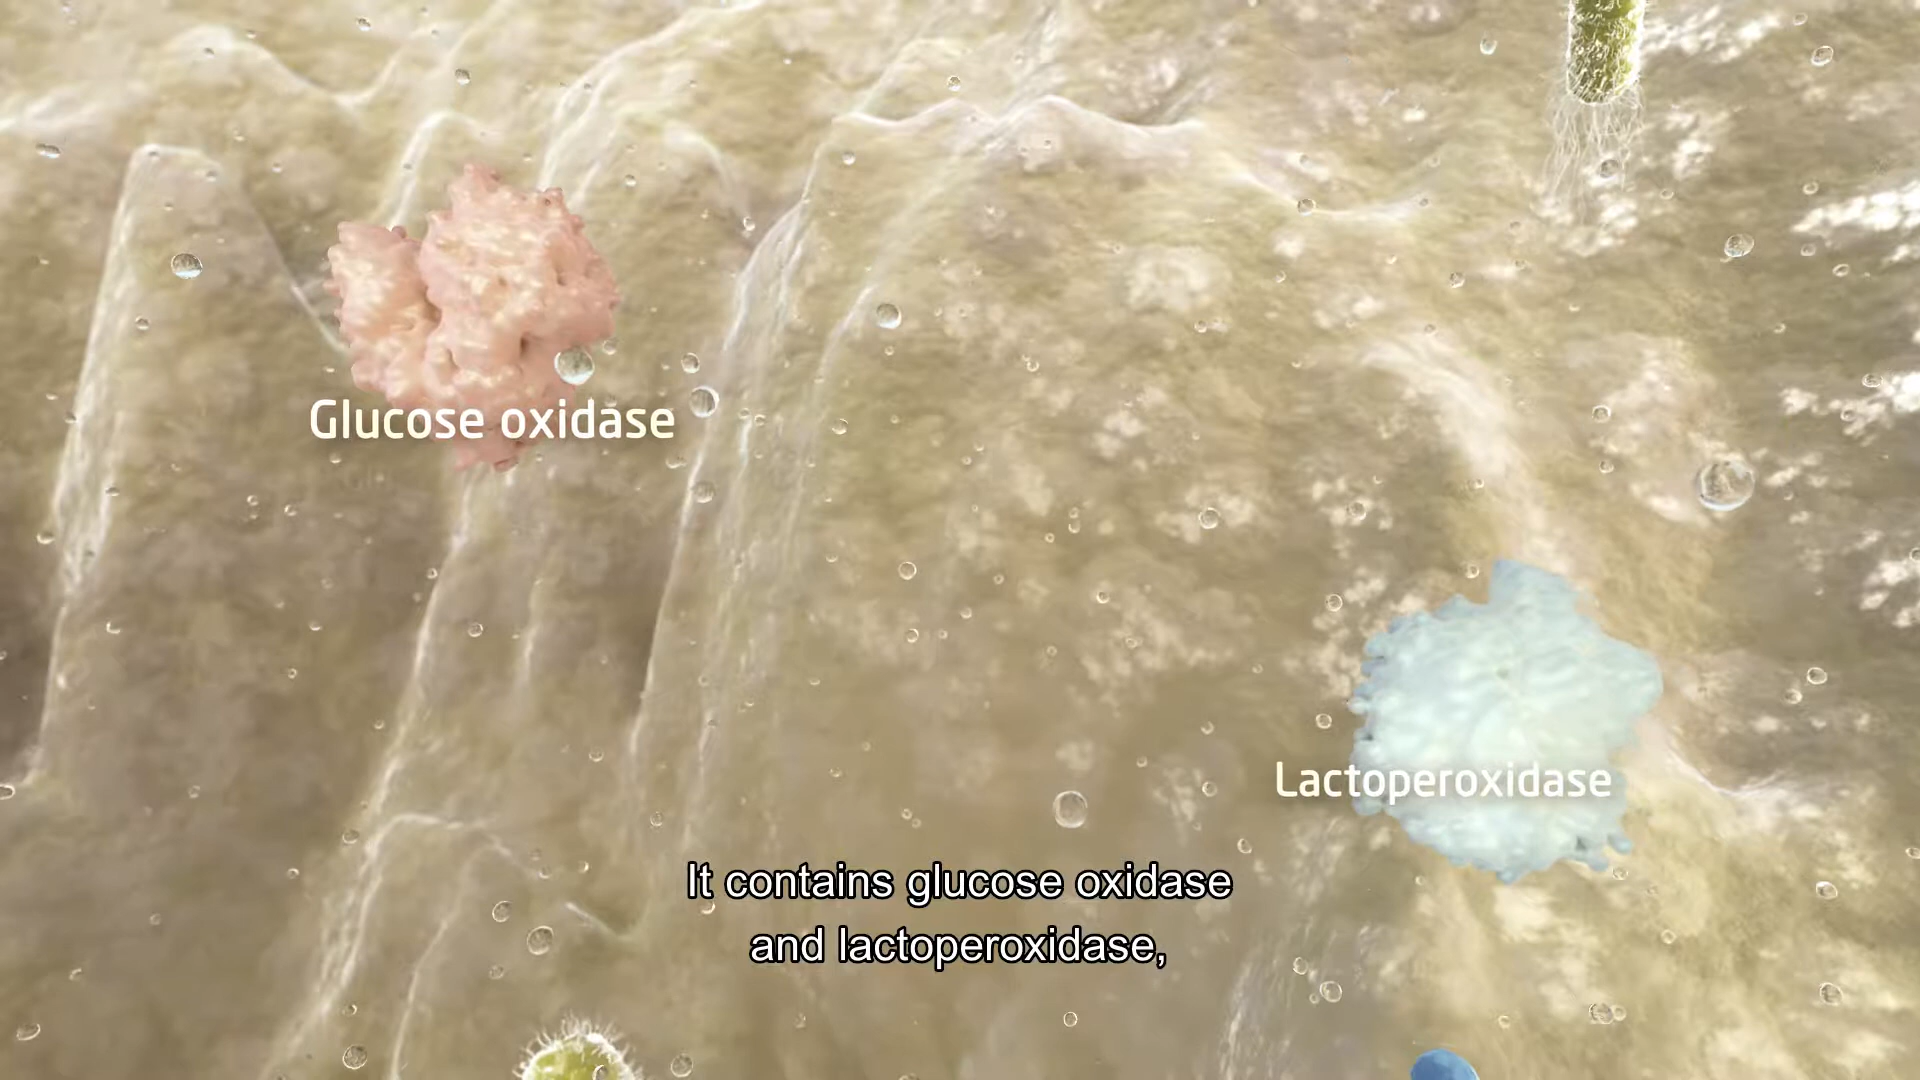 Glucose oxidase
Lactoperoxidase
It contains glucose oxidase
and lactoperoxidase,